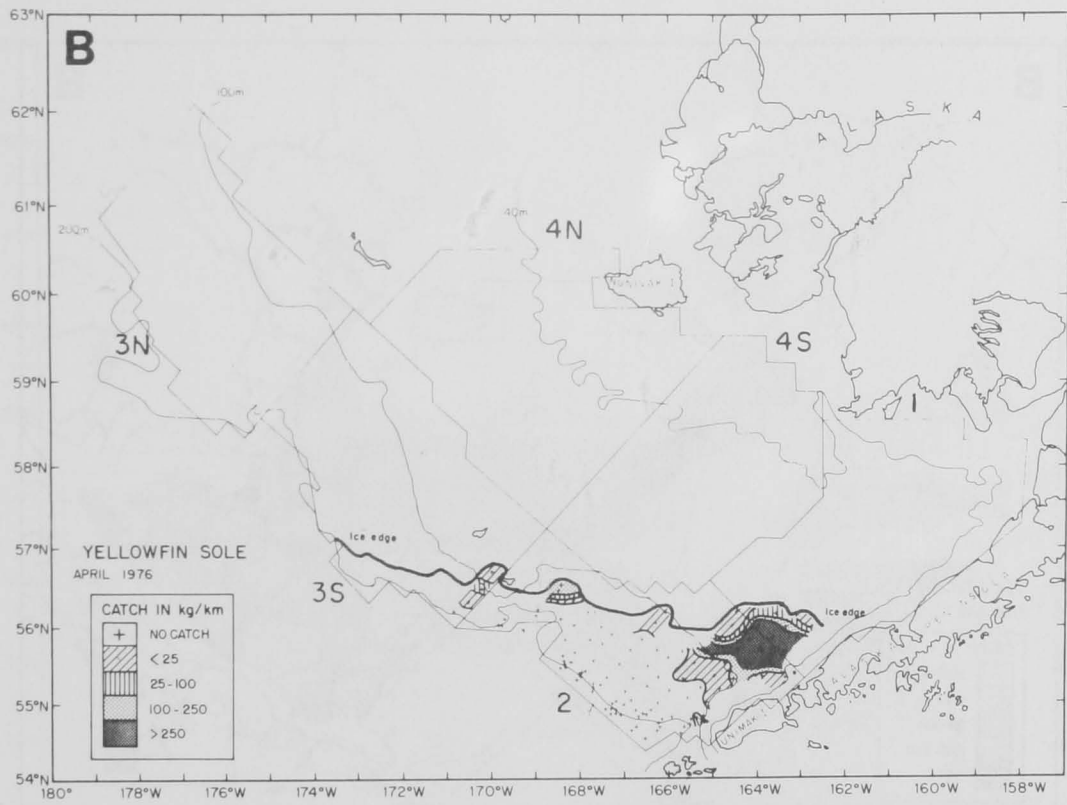 B
63°N
62°N
61°N
60°N
59°N
58°N
57°N
56°N
55°N
54°N
180°
178°W
176°W
174°W
172°W
170°W
168°W
166°W
164°W
162°W
160°W
158°W
100m
200m
40m
ALASKA
4N
3N
4S
1
3S
2
Ice edge
Ice edge
UNIMAK I.
YELLOWFIN SOLE
APRIL 1976
CATCH IN kg/km
+ NO CATCH
< 25
25-100
100-250
>250